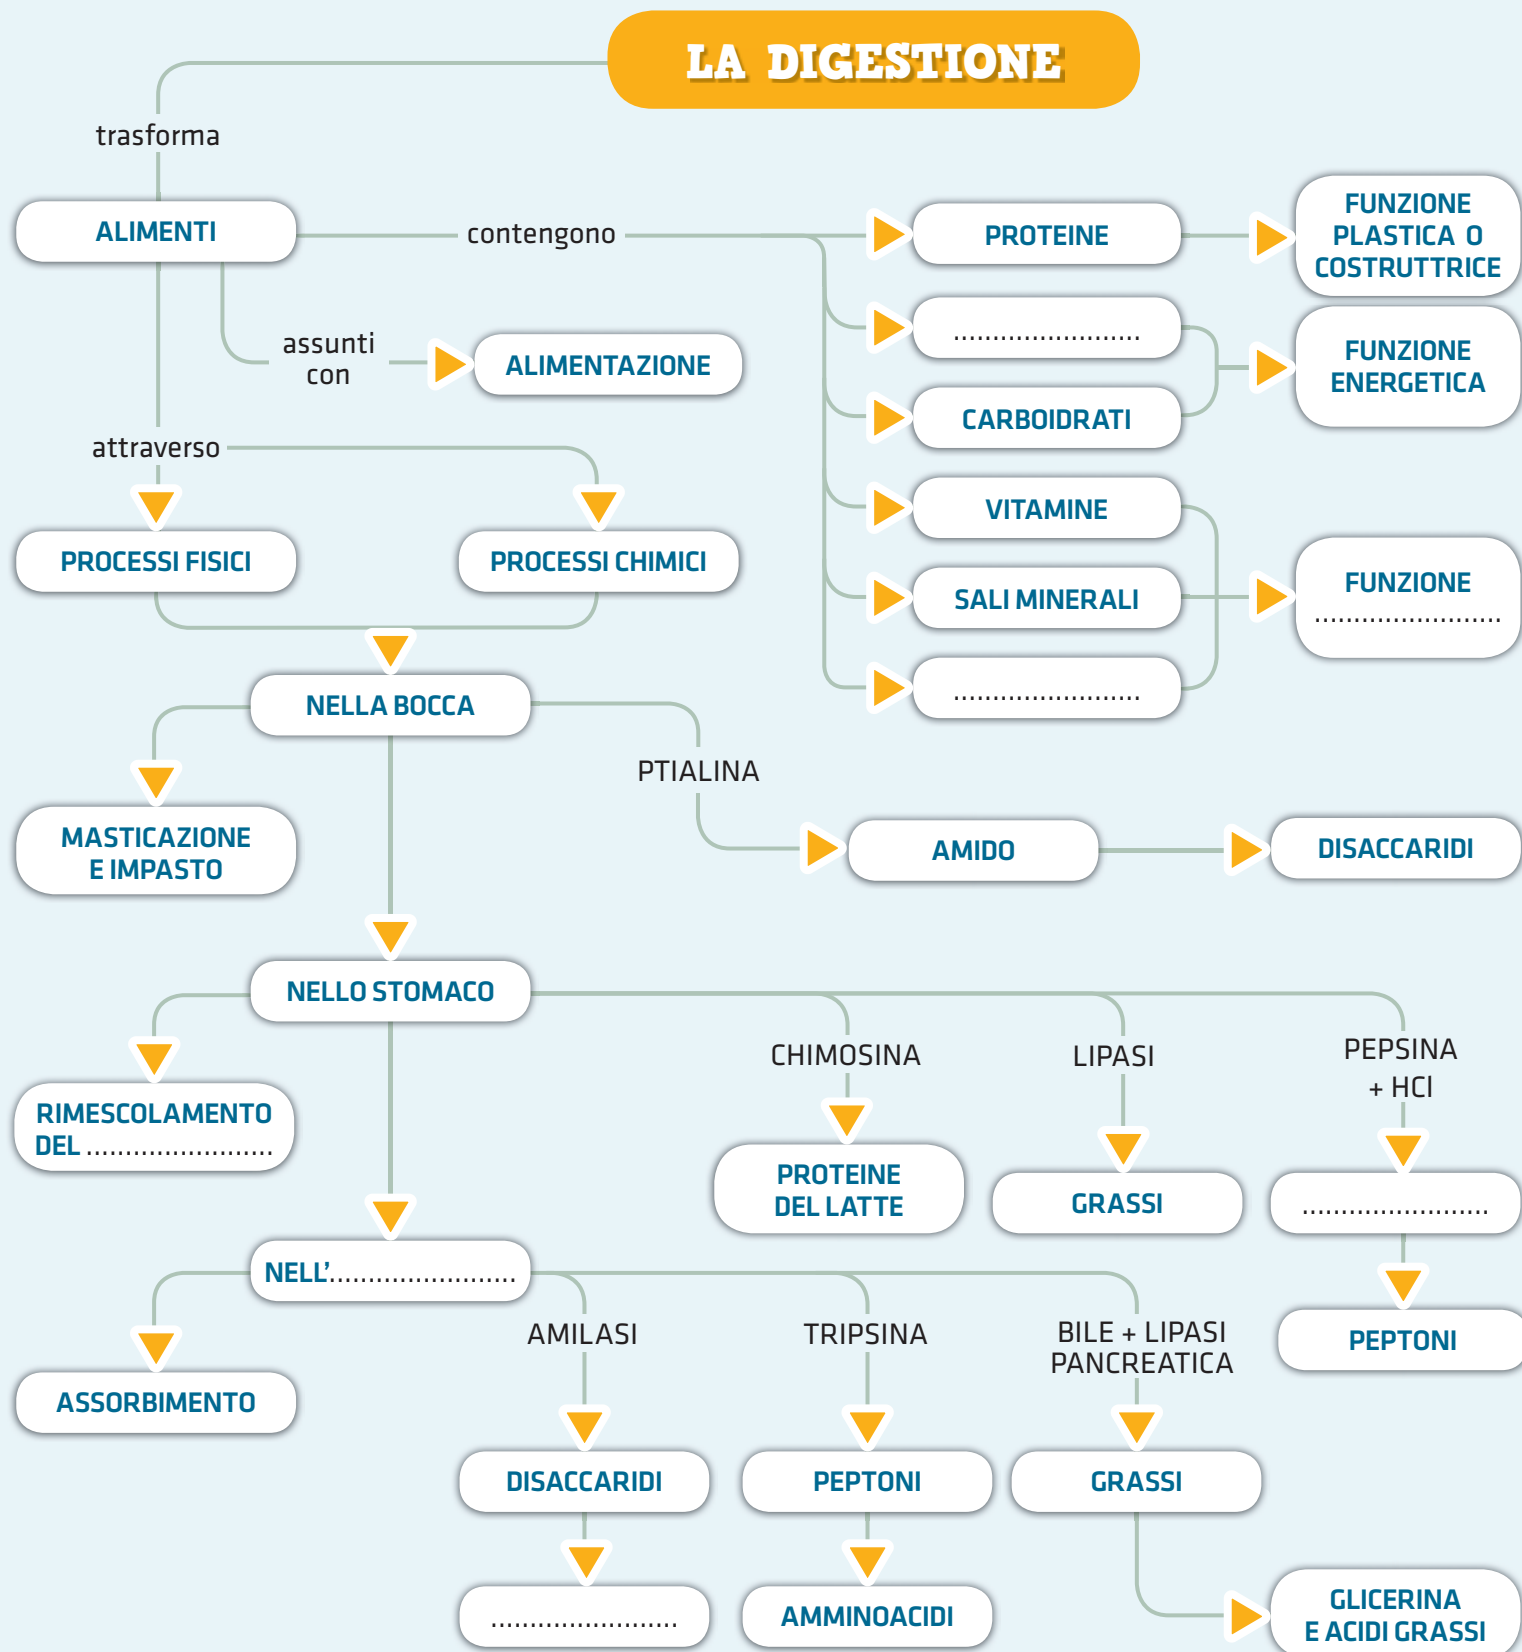 LA DIGESTIONE
trasforma
ALIMENTI
contengono
PROTEINE
FUNZIONE
PLASTICA O
COSTRUTTRICE
........................
FUNZIONE
ENERGETICA
assunti
con
ALIMENTAZIONE
CARBOIDRATI
attraverso
VITAMINE
PROCESSI FISICI
PROCESSI CHIMICI
SALI MINERALI
FUNZIONE
........................
........................
NELLA BOCCA
PTIALINA
MASTICAZIONE
E IMPASTO
AMIDO
DISACCARIDI
NELLO STOMACO
CHIMOSINA
LIPASI
PEPSINA
+ HCl
RIMESCOLAMENTO
DEL ........................
PROTEINE
DEL LATTE
GRASSI
........................
NELL'........................
AMILASI
TRIPSINA
BILE + LIPASI
PANCREATICA
PEPTONI
ASSORBIMENTO
DISACCARIDI
PEPTONI
GRASSI
........................
AMMINOACIDI
GLICERINA
E ACIDI GRASSI